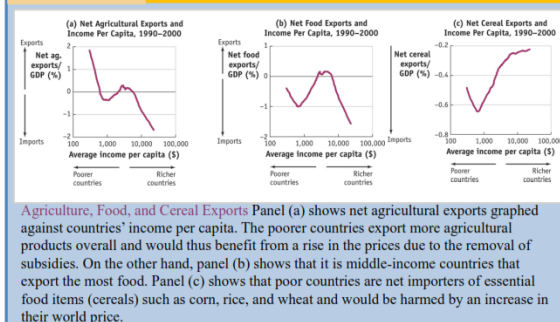 (a) Net Agricultural Exports and
Income Per Capita, 1990–2000
Exports
Net ag.
exports/
GDP (%)
Imports
2
1
0
−1
−2
100
1,000
10,000
100,000
Average income per capita ($)
Poorer
countries
Richer
countries
(b) Net Food Exports and
Income Per Capita, 1990–2000
Exports
Net food
exports/
GDP (%)
Imports
1
0
−1
−2
100
1,000
10,000
100,000
Average income per capita ($)
Poorer
countries
Richer
countries
(c) Net Cereal Exports and
Income Per Capita, 1990–2000
Net cereal
exports/
GDP (%)
−0.2
−0.4
−0.6
−0.8
100
1,000
10,000
100,000
Average income per capita ($)
Poorer
countries
Richer
countries
Agriculture, Food, and Cereal Exports Panel (a) shows net agricultural exports graphed
against countries’ income per capita. The poorer countries export more agricultural
products overall and would thus benefit from a rise in the prices due to the removal of
subsidies. On the other hand, panel (b) shows that it is middle-income countries that
export the most food. Panel (c) shows that poor countries are net importers of essential
food items (cereals) such as corn, rice, and wheat and would be harmed by an increase in
their world price.